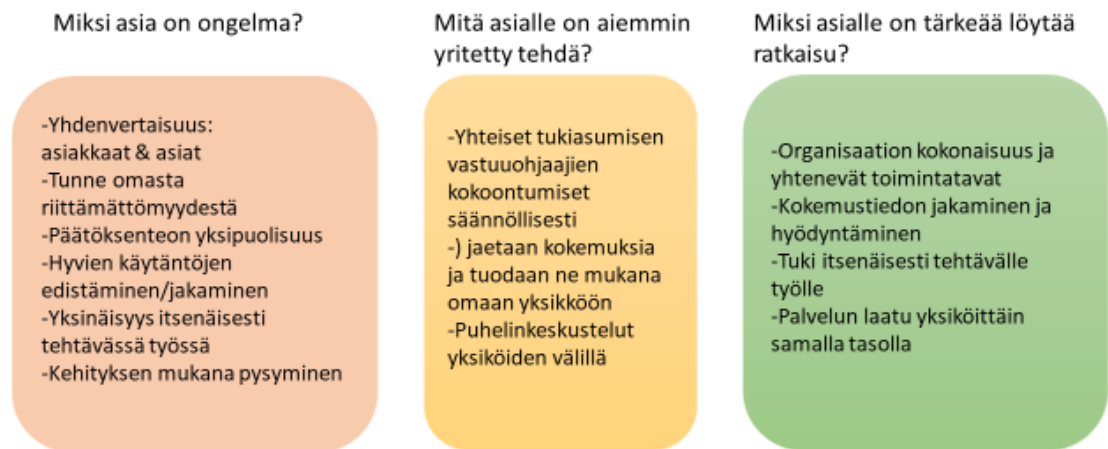 Miksi asia on ongelma?
-Yhdenvertaisuus:
asiakkaat & asiat
-Tunne omasta
riittämättömyydestä
-Päätöksenteon yksipuolisuus
-Hyvien käytäntöjen
edistäminen/jakaminen
-Yksinäisyys itsenäisesti
tehtävässä työssä
-Kehityksen mukana pysyminen
Mitä asialle on aiemmin
yritetty tehdä?
-Yhteiset tukiasumisen
vastuuohjaajien
kokoontumiset
säännöllisesti
-) jaetaan kokemuksia
ja tuodaan ne mukana
omaan yksikköön
-Puhelinkeskustelut
yksiköiden välillä
Miksi asialle on tärkeää löytää
ratkaisu?
-Organisaation kokonaisuus ja
yhtenevät toimintatavat
-Kokemustiedon jakaminen ja
hyödyntäminen
-Tuki itsenäisesti tehtävälle
työlle
-Palvelun laatu yksiköittäin
samalla tasolla